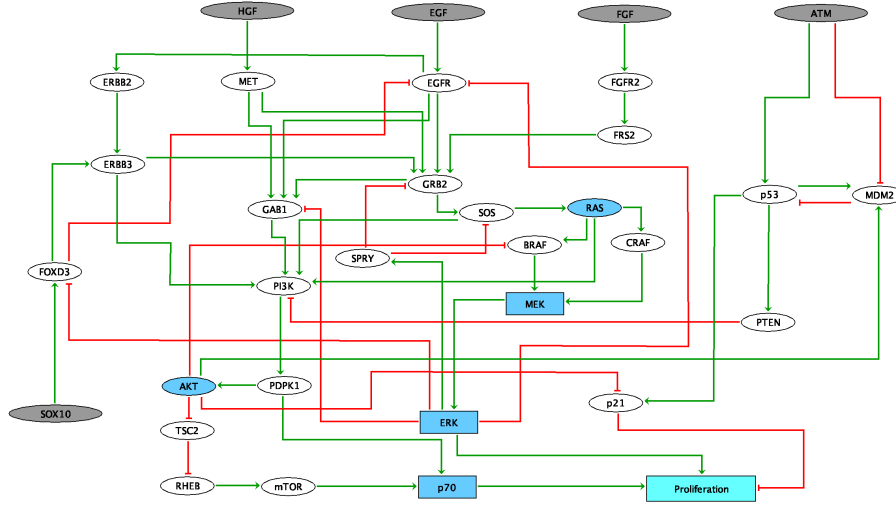 HGF
EGF
FGF
ATM
ERBB2
MET
EGFR
FGFR2
FRS2
ERBB3
GRB2
p53
MDM2
GAB1
SOS
RAS
BRAF
CRAF
SPRY
FOXD3
PI3K
MEK
PTEN
AKT
PDPK1
p21
SOX10
ERK
TSC2
RHEB
mTOR
p70
Proliferation